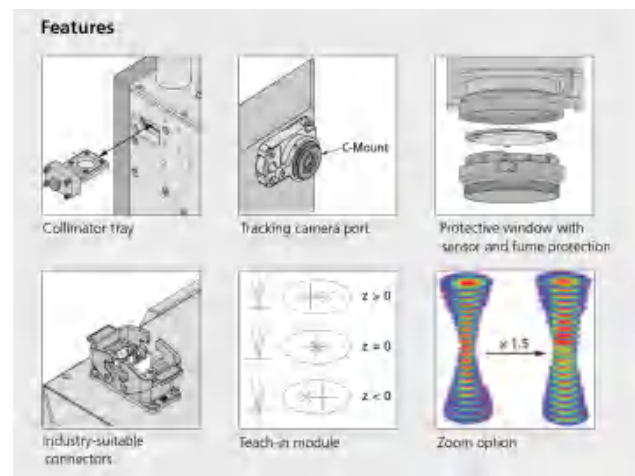 Features
C-Mount
Collimator tray
Tracking camera port
Protective window with
sensor and fume protection
z > 0
z = 0
z < 0
x 1.5
Industry-suitable
connectors
Teach-in module
Zoom option